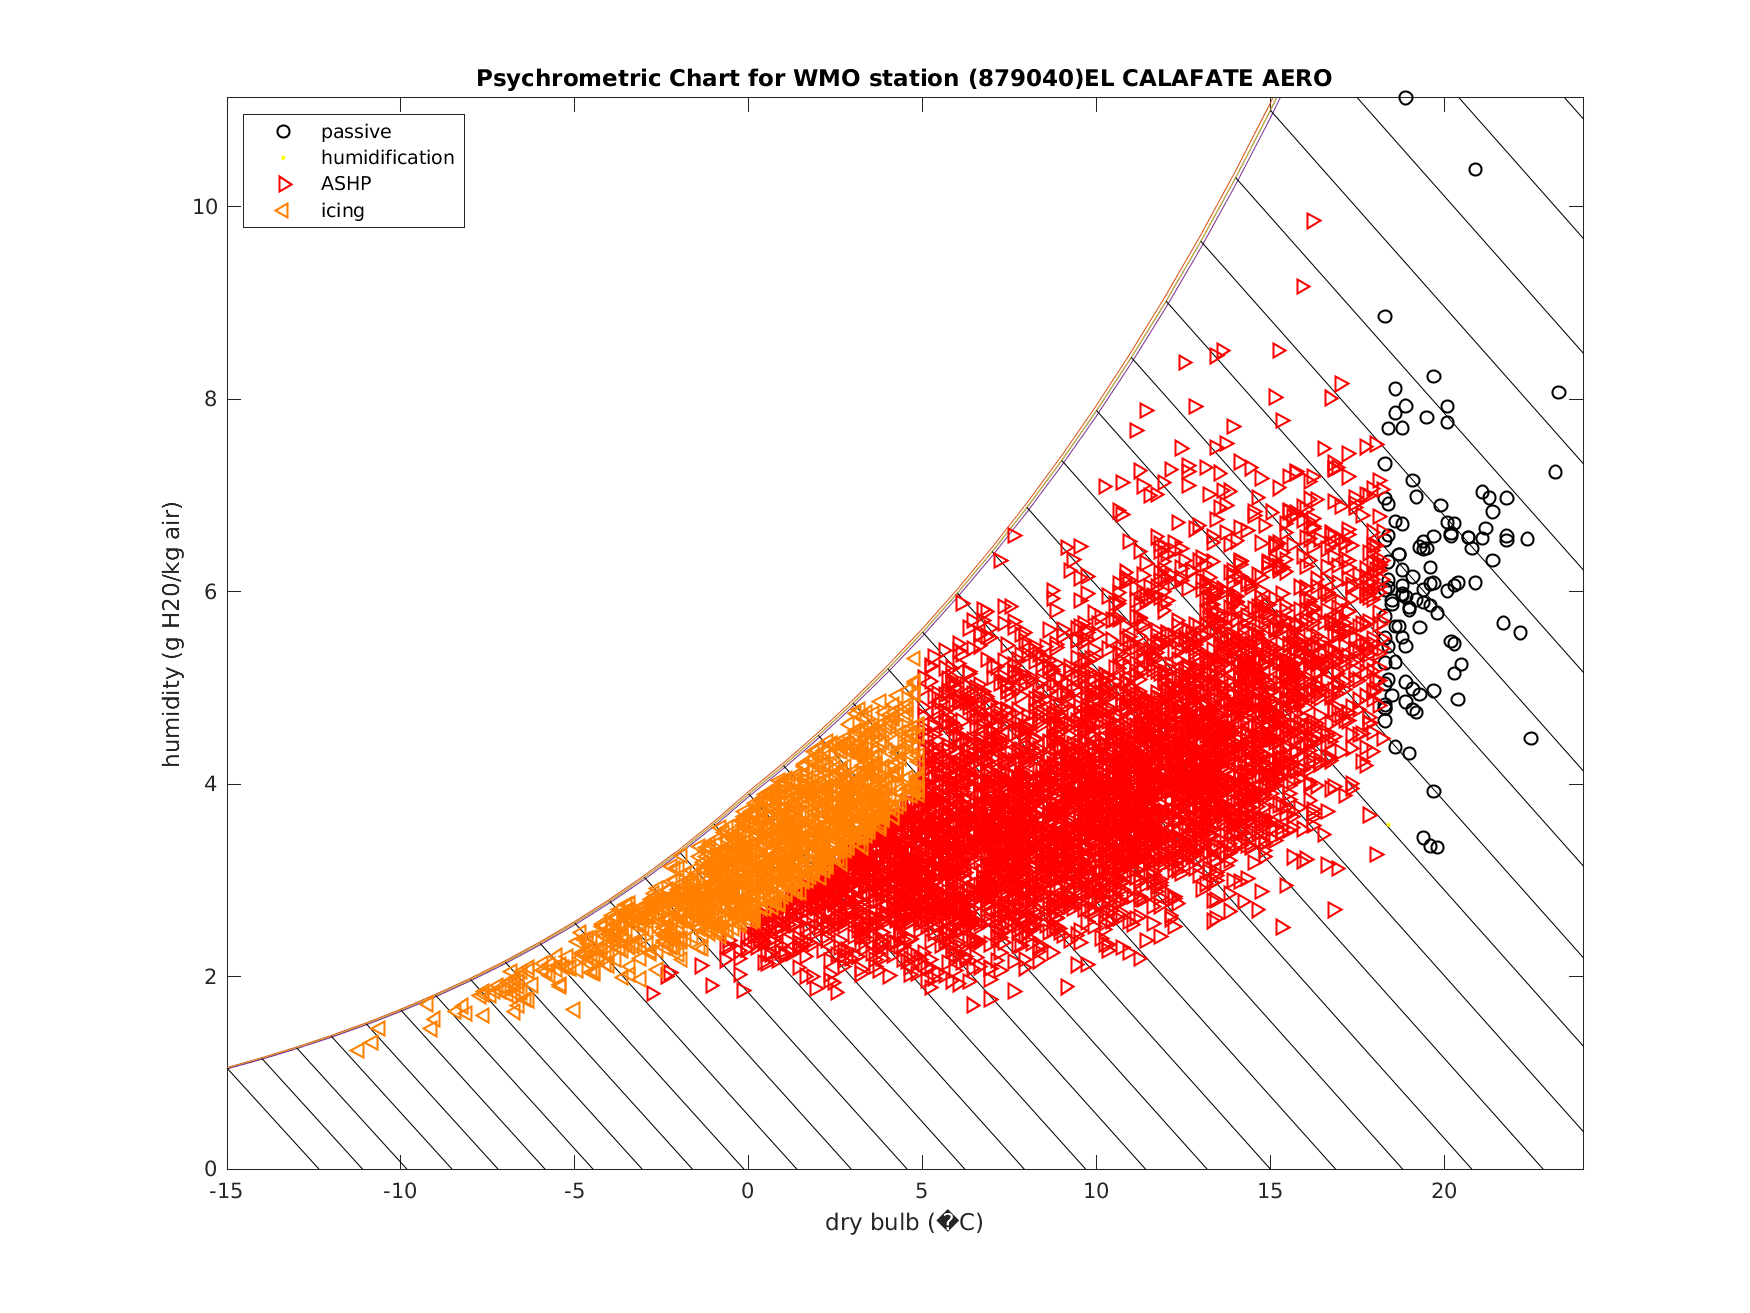 Psychrometric Chart for WMO station (879040)EL CALAFATE AERO
passive
humidification
ASHP
icing
10
8
6
4
2
0
humidity (g H20/kg air)
-15 -10 -5 0 5 10 15 20
dry bulb (�C)